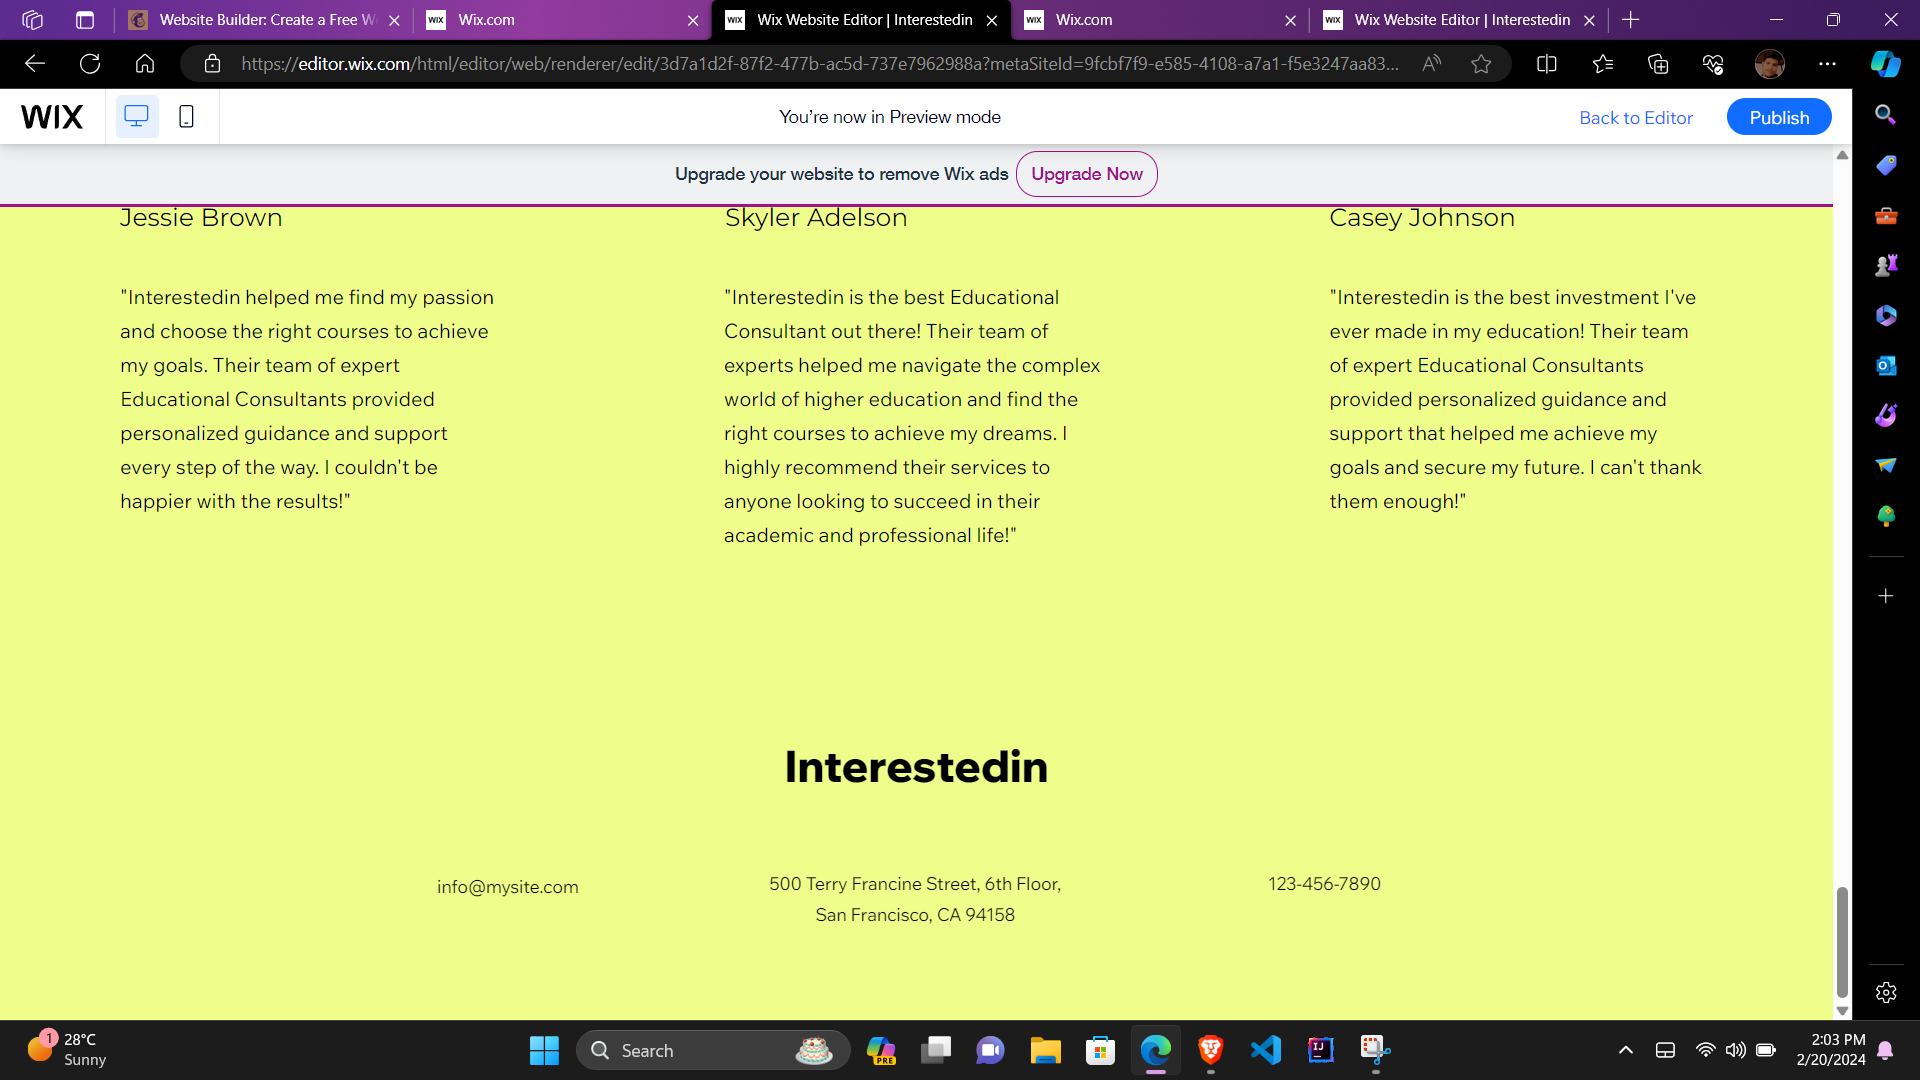 Website Builder: Create a Free W
Wix.com
Wix Website Editor | Interestedin
Wix.com
Wix Website Editor | Interestedin
https://editor.wix.com/html/editor/web/renderer/edit/3d7a1d2f-87f2-477b-ac5d-737e7962988a?metaSiteId=9fcbf7f9-e585-4108-a7a1-f5e3247aa83...
WIX
You're now in Preview mode
Back to Editor
Publish
Upgrade your website to remove Wix ads
Upgrade Now
Jessie Brown
"Interestedin helped me find my passion
and choose the right courses to achieve
my goals. Their team of expert
Educational Consultants provided
personalized guidance and support
every step of the way. I couldn't be
happier with the results!"
Skyler Adelson
"Interestedin is the best Educational
Consultant out there! Their team of
experts helped me navigate the complex
world of higher education and find the
right courses to achieve my dreams. I
highly recommend their services to
anyone looking to succeed in their
academic and professional life!"
Casey Johnson
"Interestedin is the best investment I've
ever made in my education! Their team
of expert Educational Consultants
provided personalized guidance and
support that helped me achieve my
goals and secure my future. I can't thank
them enough!"
Interestedin
info@mysite.com
500 Terry Francine Street, 6th Floor,
San Francisco, CA 94158
123-456-7890
1
28°C
Sunny
Search
PRE
2:03 PM
2/20/2024